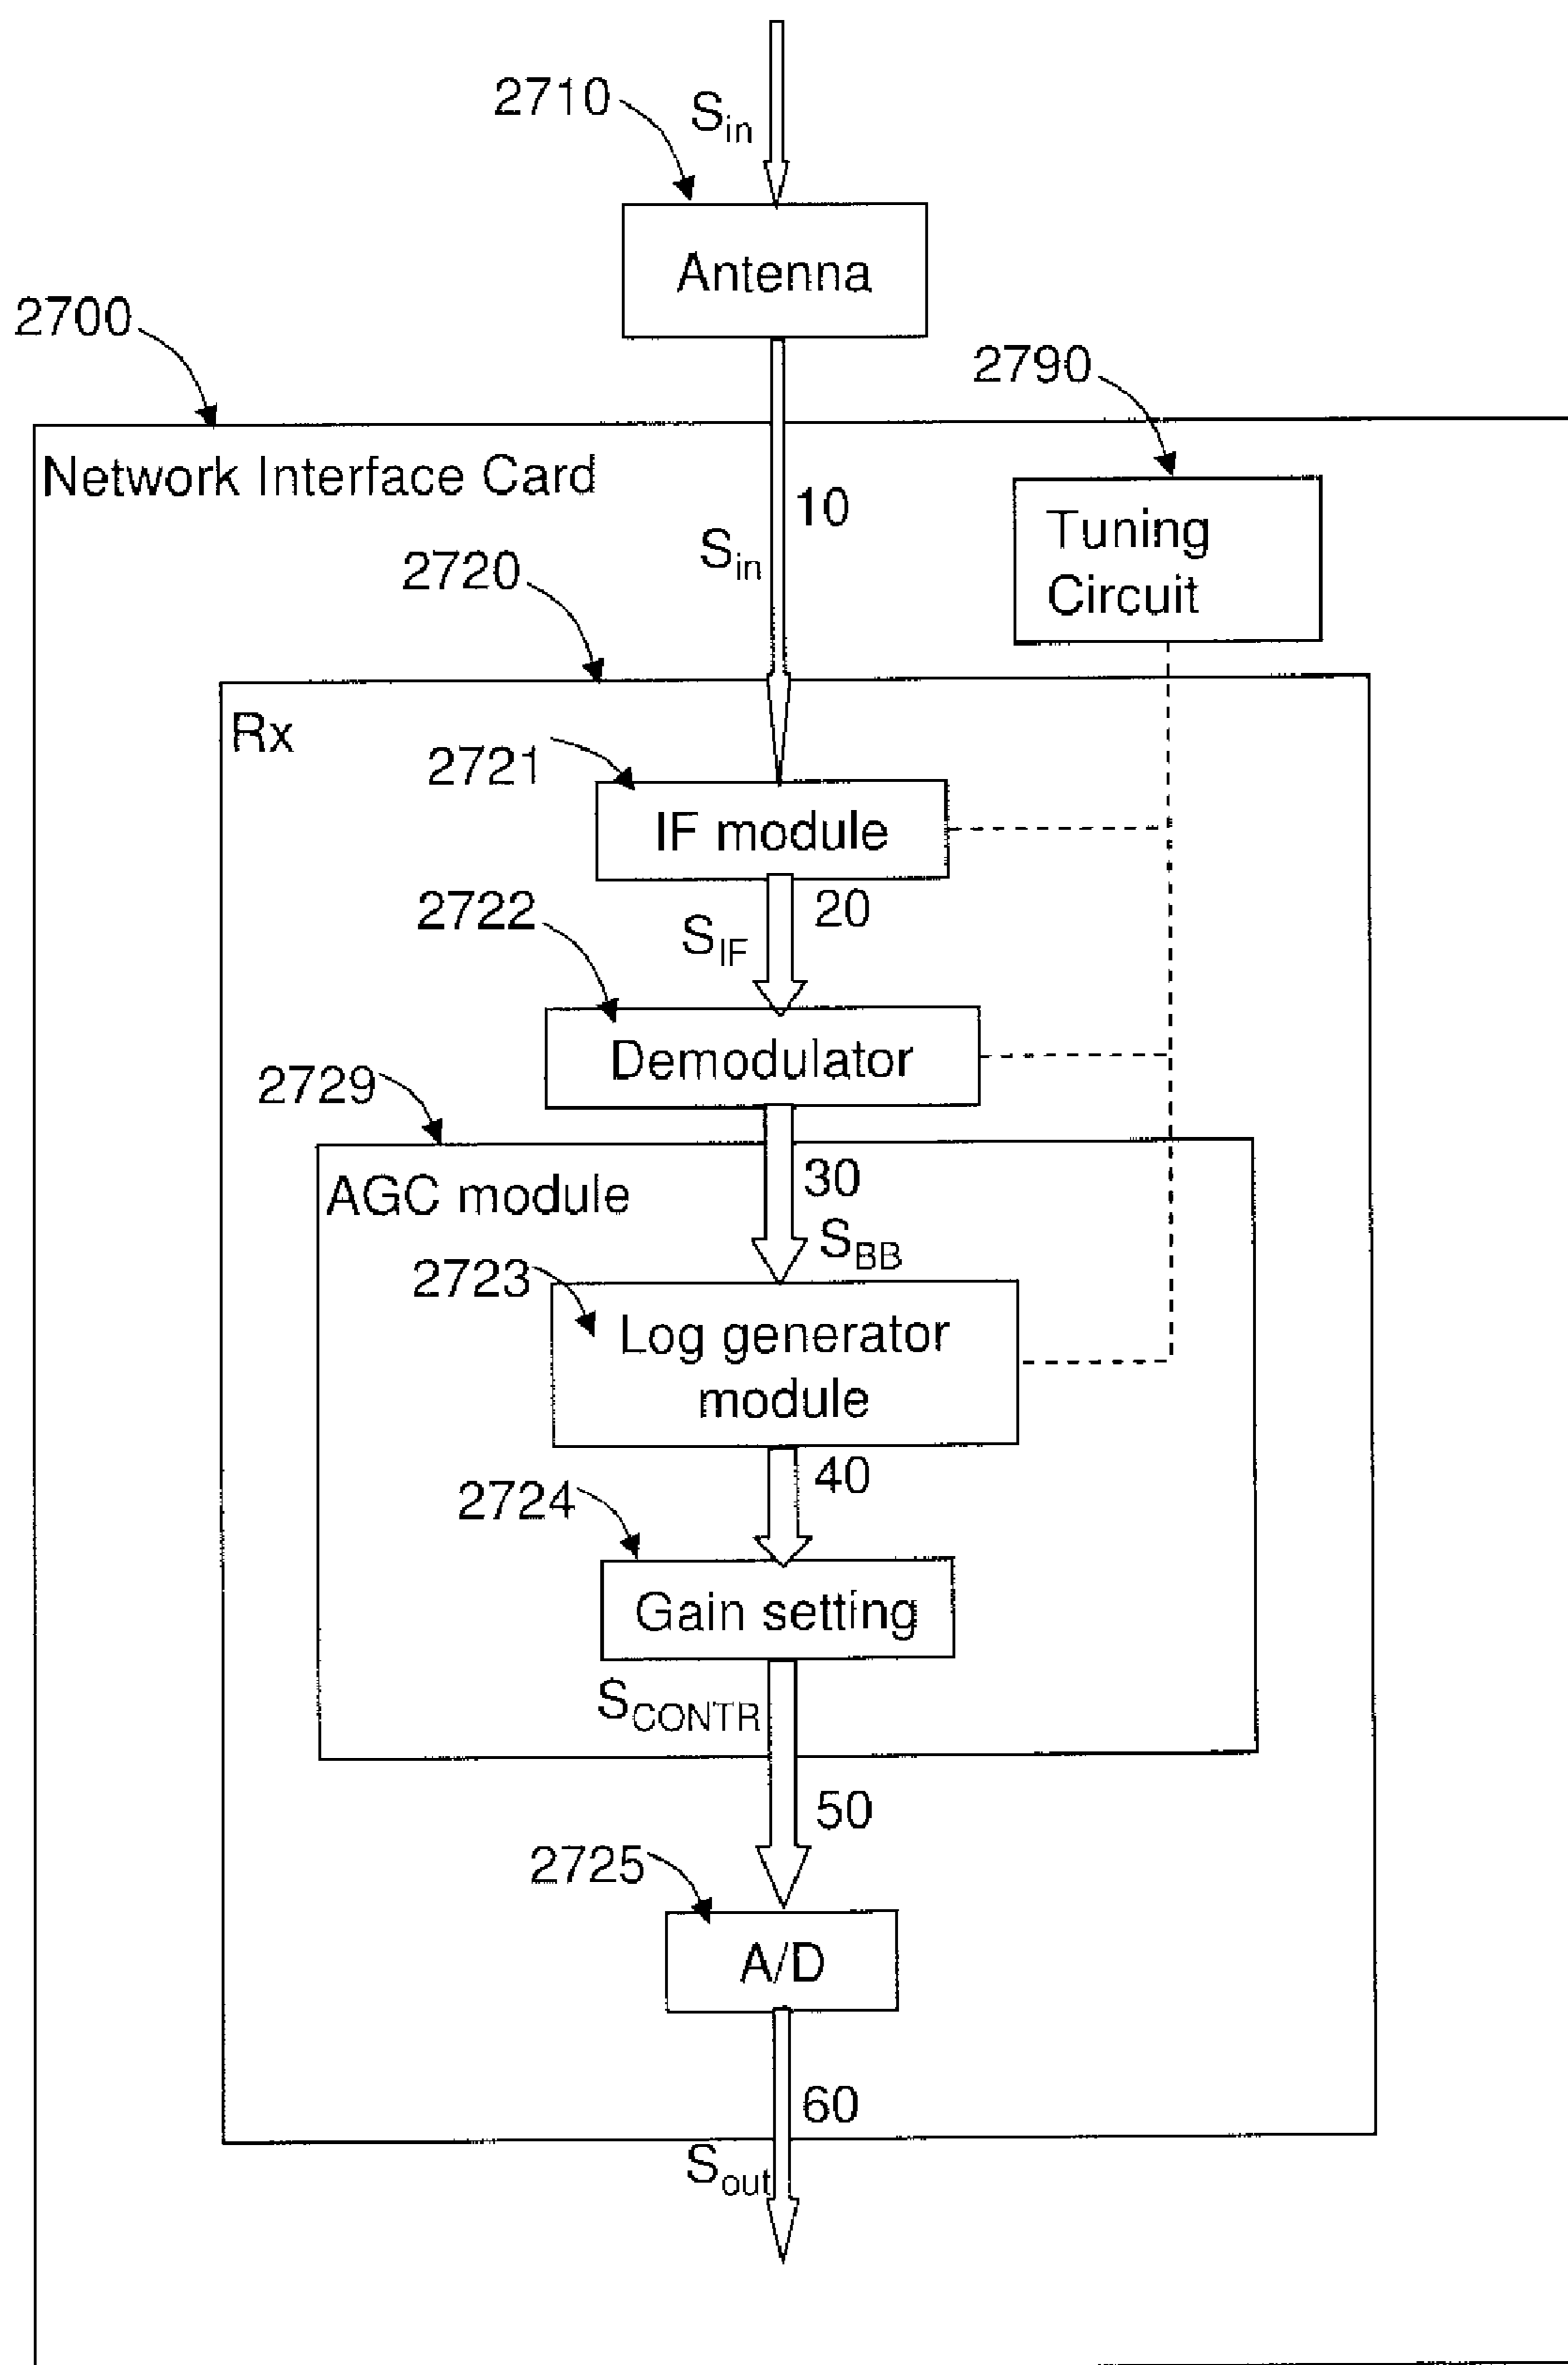 2710
S_in
Antenna
2700
2790
Network Interface Card
10
Tuning
Circuit
S_in
2720
Rx
2721
IF module
2722
20
S_IF
Demodulator
2729
30
AGC module
S_BB
2723
Log generator
module
40
2724
Gain setting
S_CONTR
50
2725
A/D
60
S_out